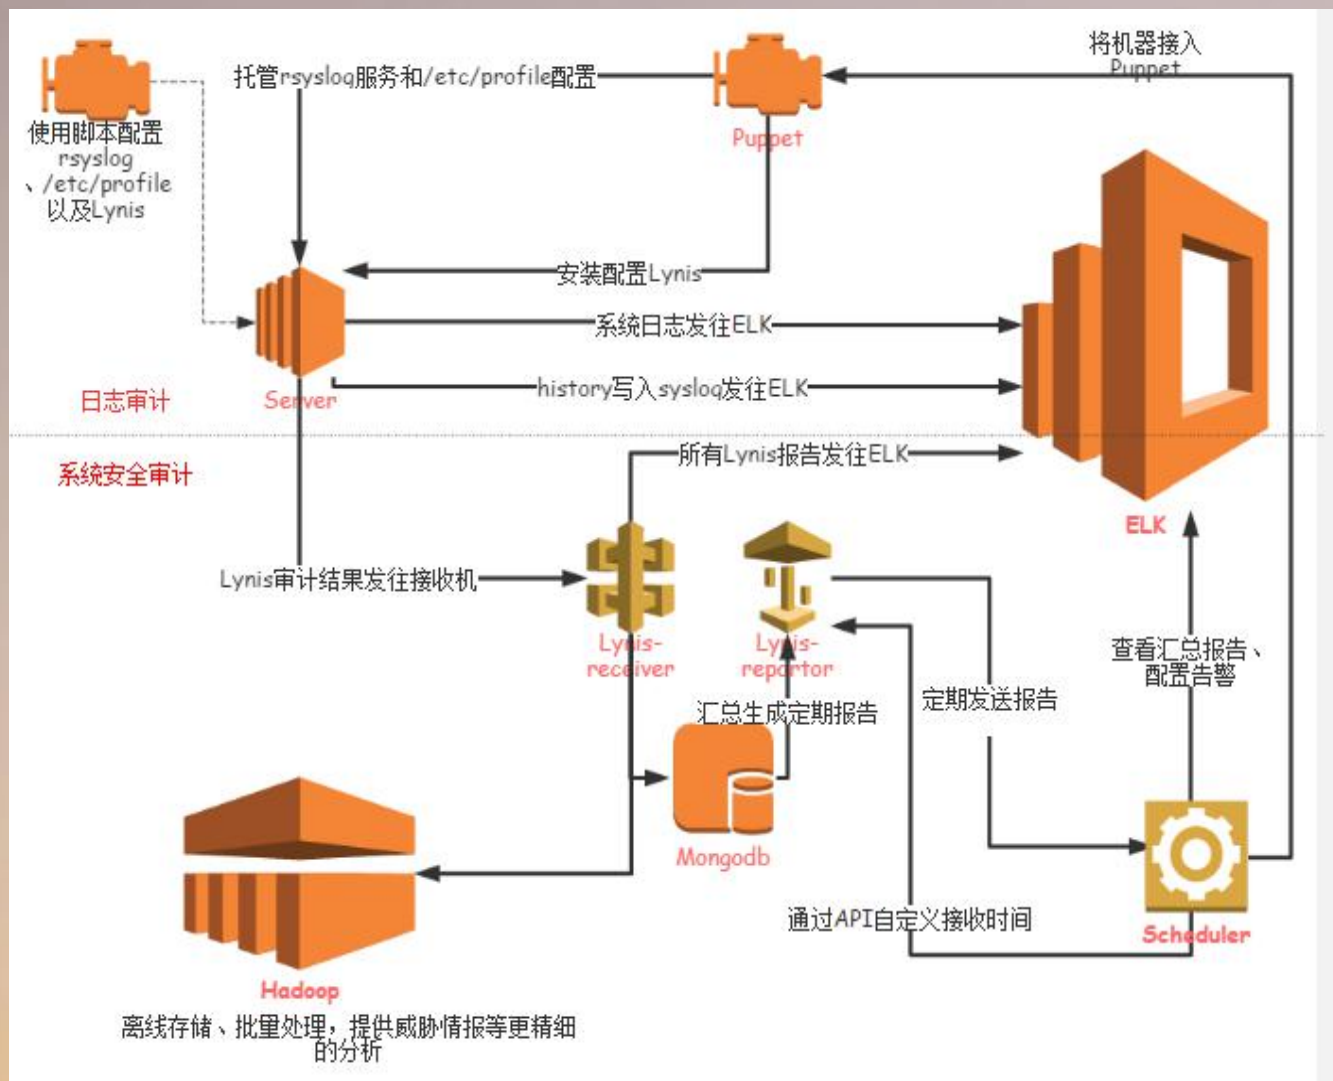 将机器接入
Puppet
托管rsyslog服务和/etc/profile配置
Puppet
使用脚本配置
rsyslog
、/etc/profile
以及Lynis
安装配置Lynis
系统日志发往ELK
history写入syslog发往ELK
Server
日志审计
所有Lynis报告发往ELK
系统安全审计
ELK
Lynis审计结果发往接收机
Lynis-
receiver
Lynis-
reportor
查看汇总报告、
配置告警
定期发送报告
汇总生成定期报告
Mongodb
通过API自定义接收时间
Scheduler
Hadoop
离线存储、批量处理，提供威胁情报等更精细
的分析